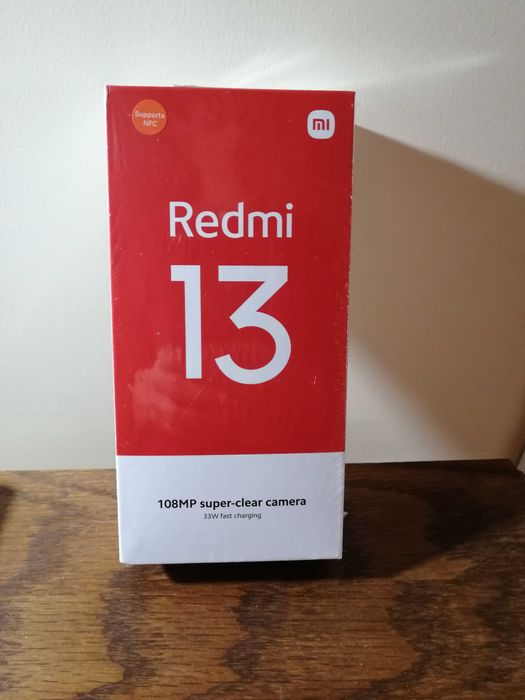 Supports
NFC
mi
Redmi
13
108MP super-clear camera
33W fast charging